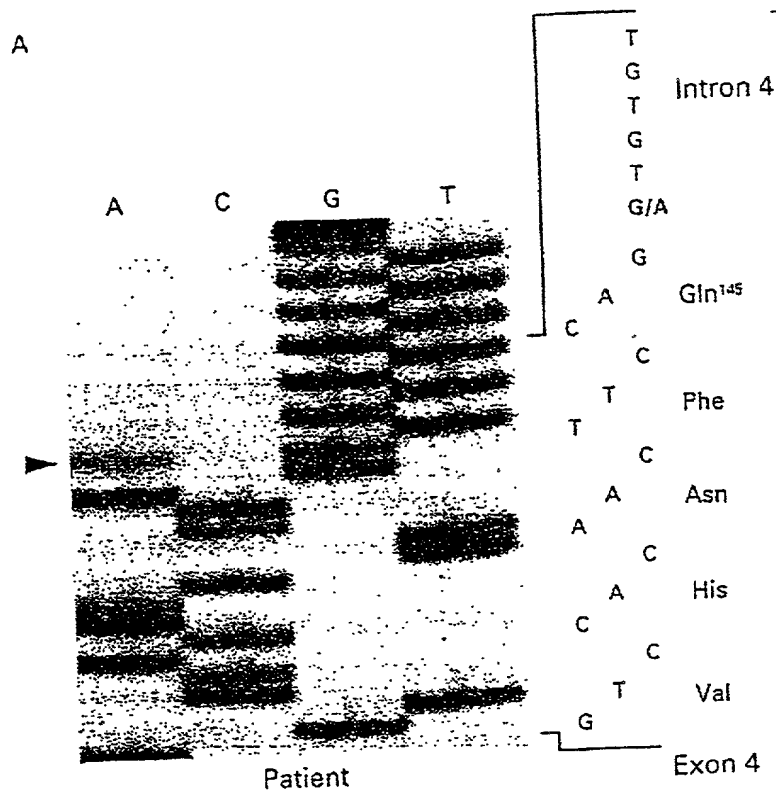 A
T
G
T
G
T
G/A
G
Intron 4
A C G T
A Gln¹⁴⁵
C C
T Phe
T
C
A Asn
A
C
A His
C
C
T Val
G
Exon 4
Patient